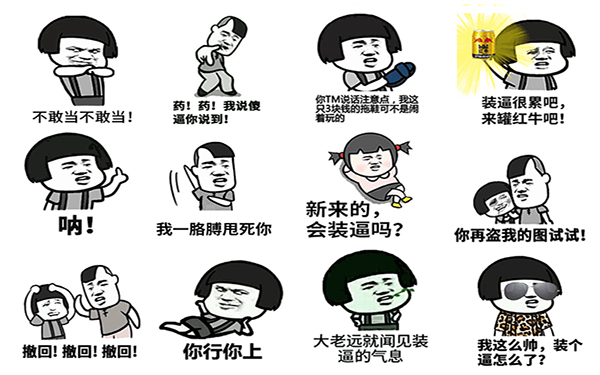 不敢当不敢当！
药！药！我说傻
逼你说到！
你TM说话注意点，我这
只3块钱的拖鞋可不是闹
着玩的
装逼很累吧，
来罐红牛吧！
呐！
我一胳膊甩死你
新来的，
会装逼吗？
你再盗我的图试试！
撤回！撤回！撤回！
你行你上
大老远就闻见装
逼的气息
我这么帅，装个
逼怎么了？